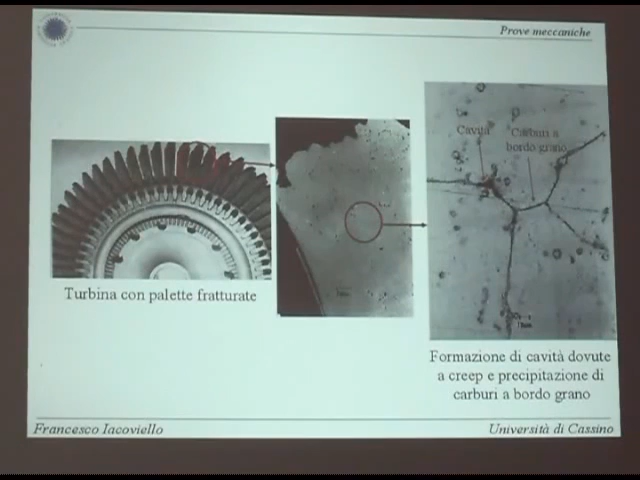 Prove meccaniche
Cavità
Carburi a
bordo grano
Turbina con palette fratturate
Formazione di cavità dovute
a creep e precipitazione di
carburi a bordo grano
Francesco Iacoviello
Università di Cassino